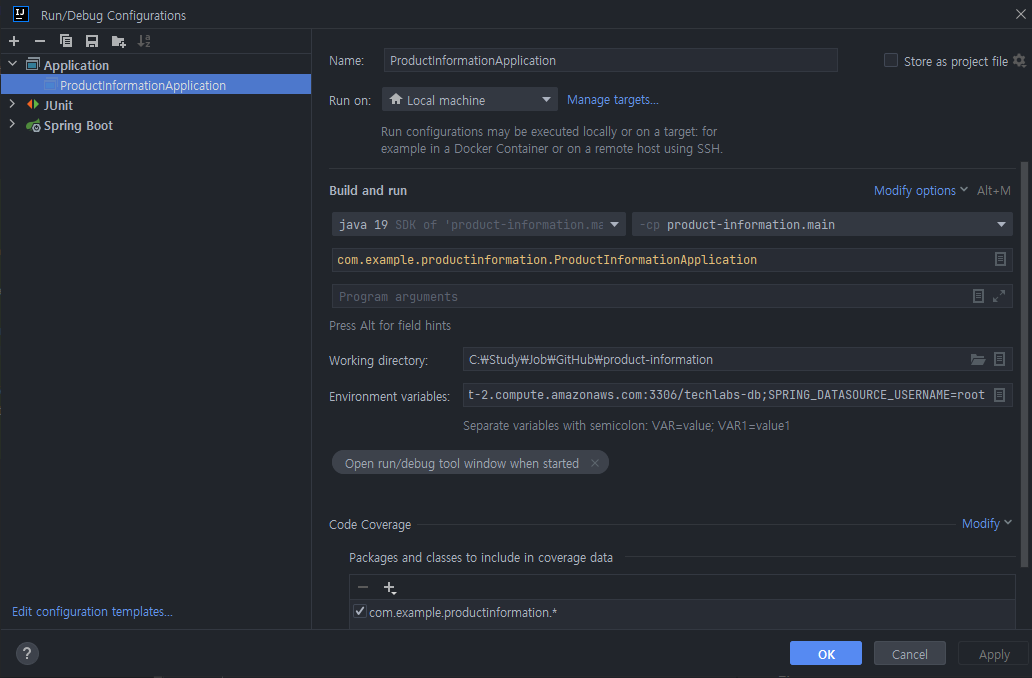 Run/Debug Configurations
Application
ProductInformationApplication
JUnit
Spring Boot
Edit configuration templates...
Name: ProductInformationApplication
Store as project file
Run on: Local machine
Manage targets...
Run configurations may be executed locally or on a target: for
example in a Docker Container or on a remote host using SSH.
Build and run
Modify options Alt+M
java 19 SDK of 'product-information.ma
-cp product-information.main
com.example.productinformation.ProductInformationApplication
Program arguments
Press Alt for field hints
Working directory: C:₩Study₩Job₩GitHub₩product-information
Environment variables: t-2.compute.amazonaws.com:3306/techlabs-db;SPRING_DATASOURCE_USERNAME=root
Separate variables with semicolon: VAR=value; VAR1=value1
Open run/debug tool window when started
Code Coverage
Modify
Packages and classes to include in coverage data
com.example.productinformation.*
?
OK
Cancel
Apply